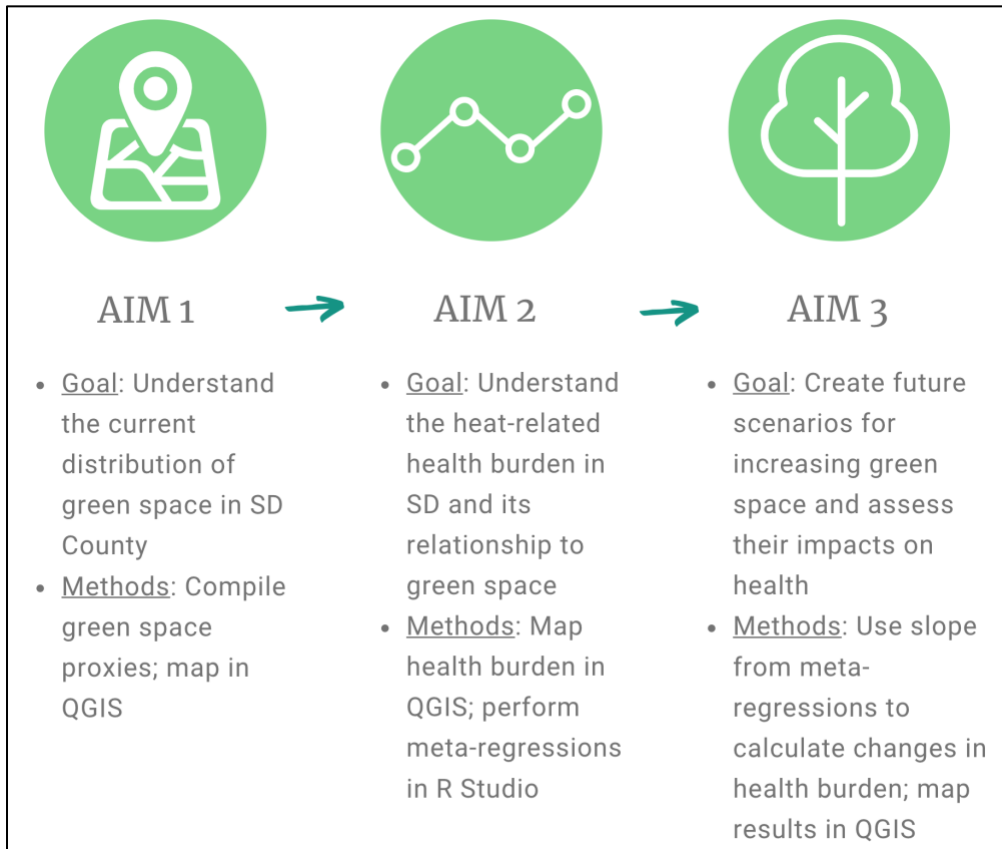 AIM 1
• Goal: Understand
the current
distribution of
green space in SD
County
• Methods: Compile
green space
proxies; map in
QGIS
AIM 2
• Goal: Understand
the heat-related
health burden in
SD and its
relationship to
green space
• Methods: Map
health burden in
QGIS; perform
meta-regressions
in R Studio
AIM 3
• Goal: Create future
scenarios for
increasing green
space and assess
their impacts on
health
• Methods: Use slope
from meta-
regressions to
calculate changes in
health burden; map
results in QGIS